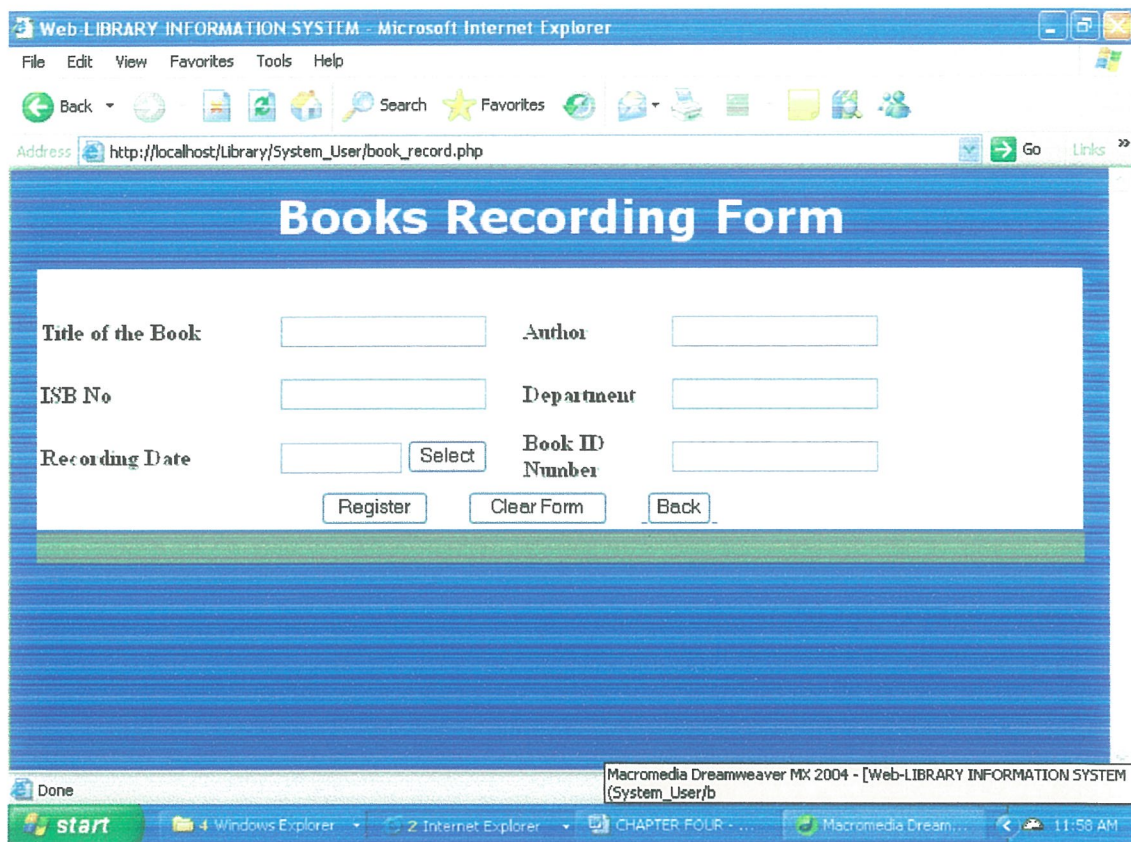 Web-LIBRARY INFORMATION SYSTEM - Microsoft Internet Explorer
File Edit View Favorites Tools Help
Back Search Favorites
Address http://localhost/Library/System_User/book_record.php Go Links »
Books Recording Form
Title of the Book Author
ISB No Department
Recording Date Select Book ID Number
Register Clear Form Back
Macromedia Dreamweaver MX 2004 - [Web-LIBRARY INFORMATION SYSTEM
(System_User/b
Done
start 4 Windows Explorer 2 Internet Explorer CHAPTER FOUR - ... Macromedia Dream... 11:58 AM